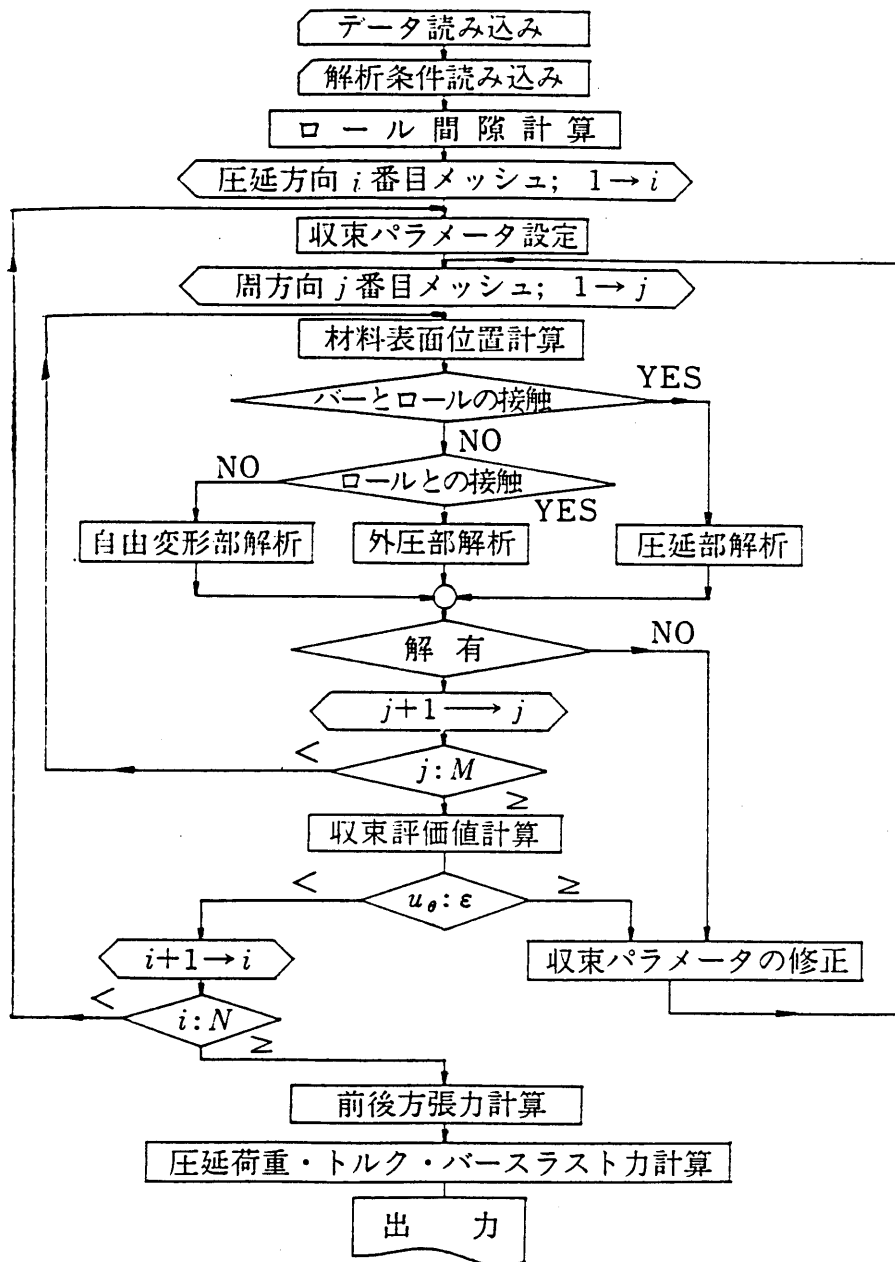 データ読み込み
解析条件読み込み
ロール間隙計算
圧延方向 i 番目メッシュ; 1→i
収束パラメータ設定
周方向 j 番目メッシュ; 1→j
材料表面位置計算
バーとロールの接触
YES
NO
ロールとの接触
NO
YES
自由変形部解析
外圧部解析
圧延部解析
解有
NO
j+1→j
j:M
<
≥
収束評価値計算
uθ:ε
<
≥
i+1→i
収束パラメータの修正
i:N
<
≥
前後方張力計算
圧延荷重・トルク・バースラスト力計算
出力